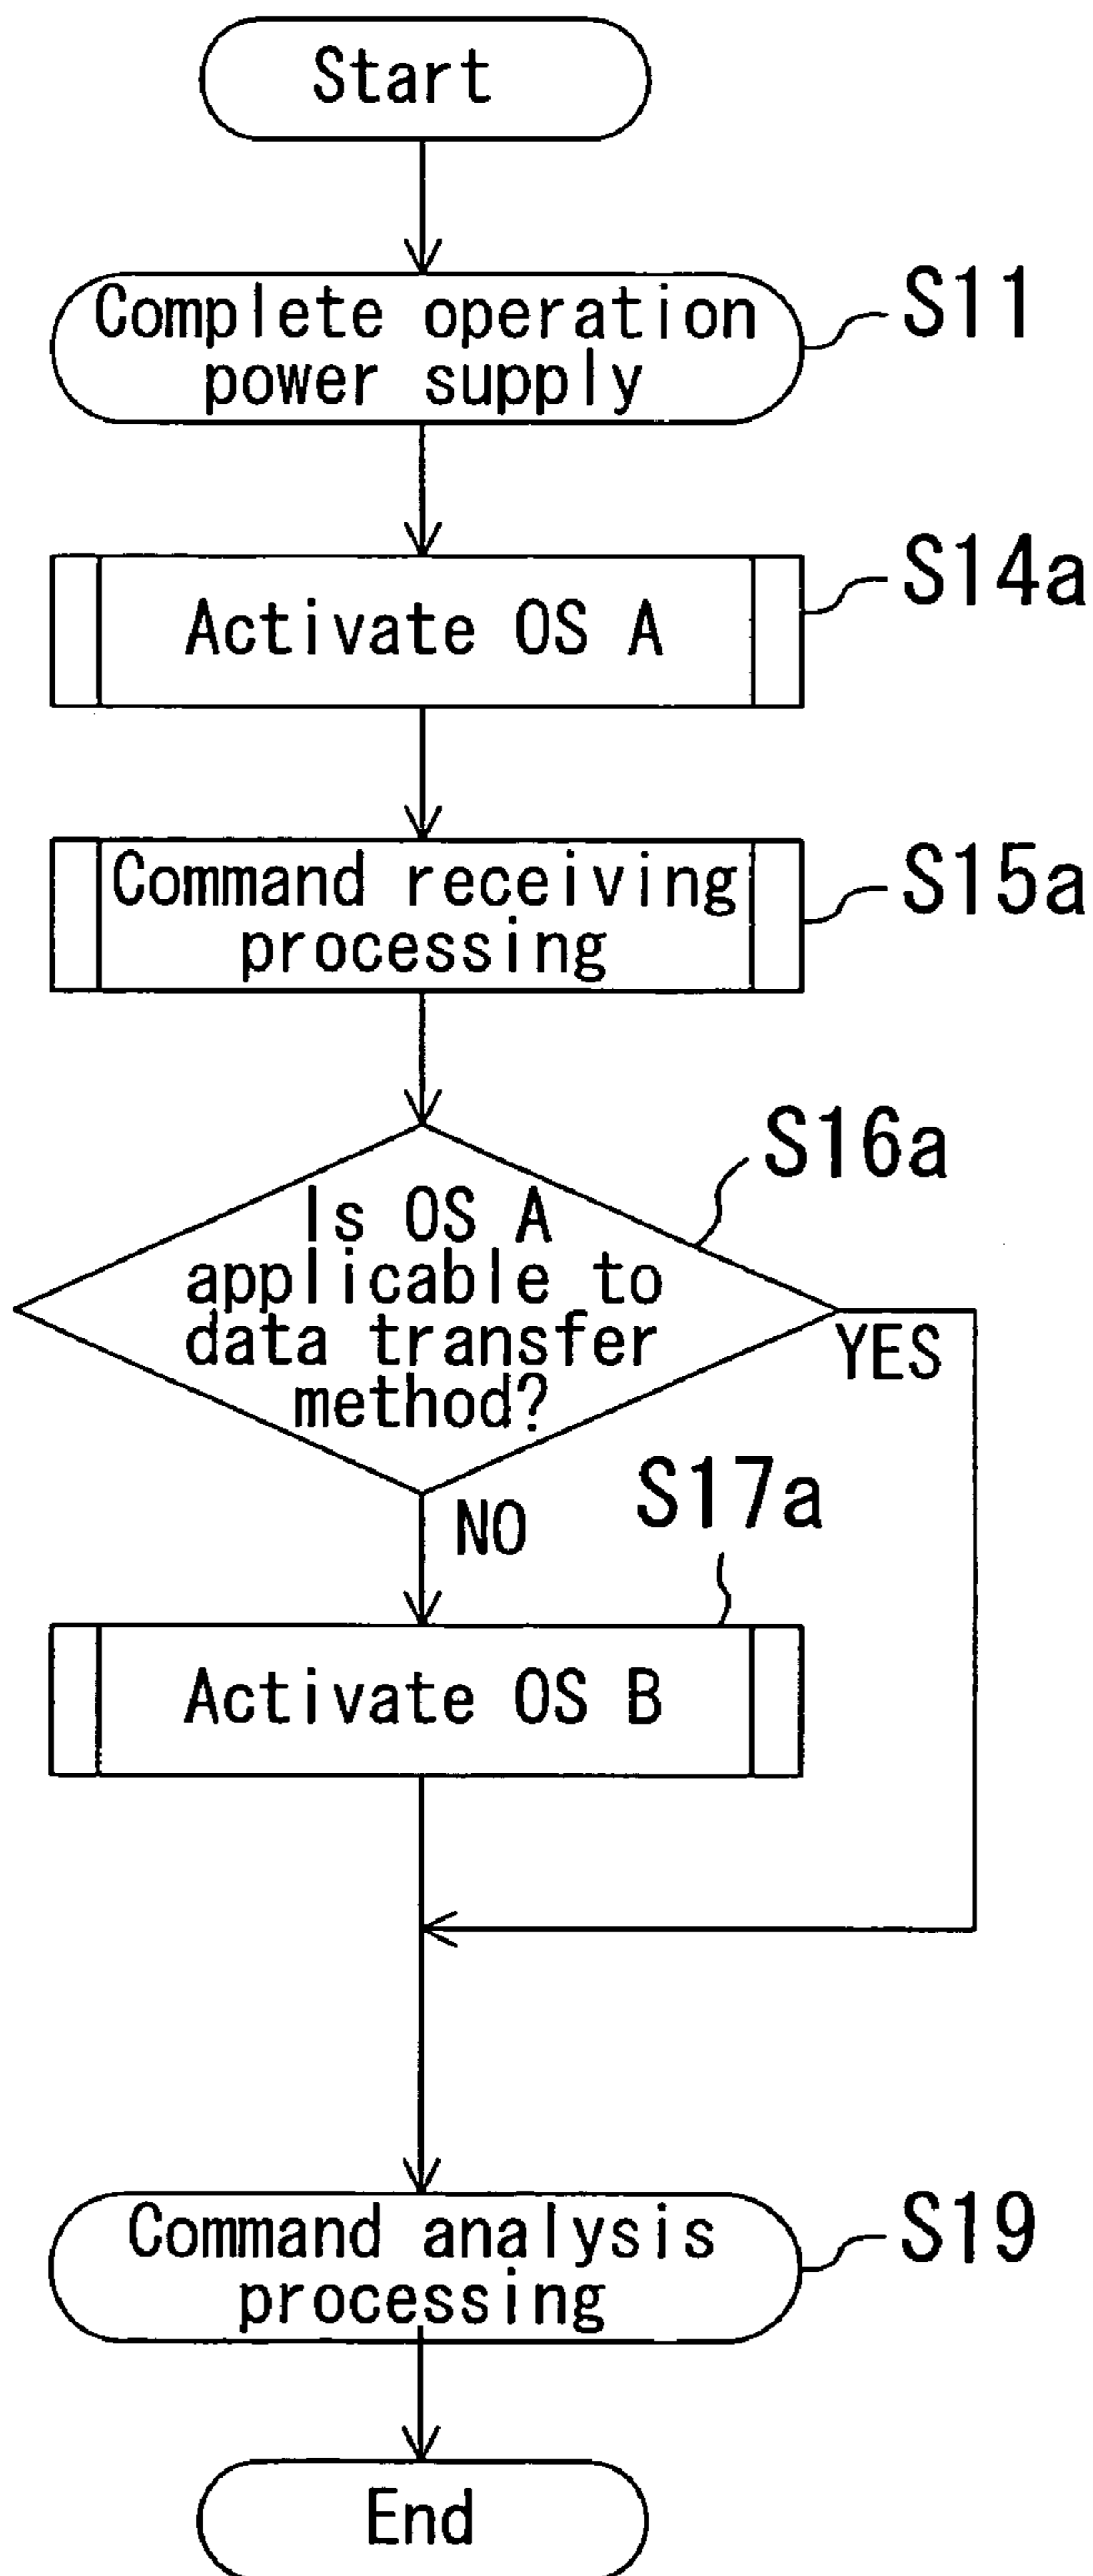 Start
Complete operation
power supply
S11
Activate OS A
S14a
Command receiving
processing
S15a
Is OS A
applicable to
data transfer
method?
S16a
YES
NO
S17a
Activate OS B
Command analysis
processing
S19
End